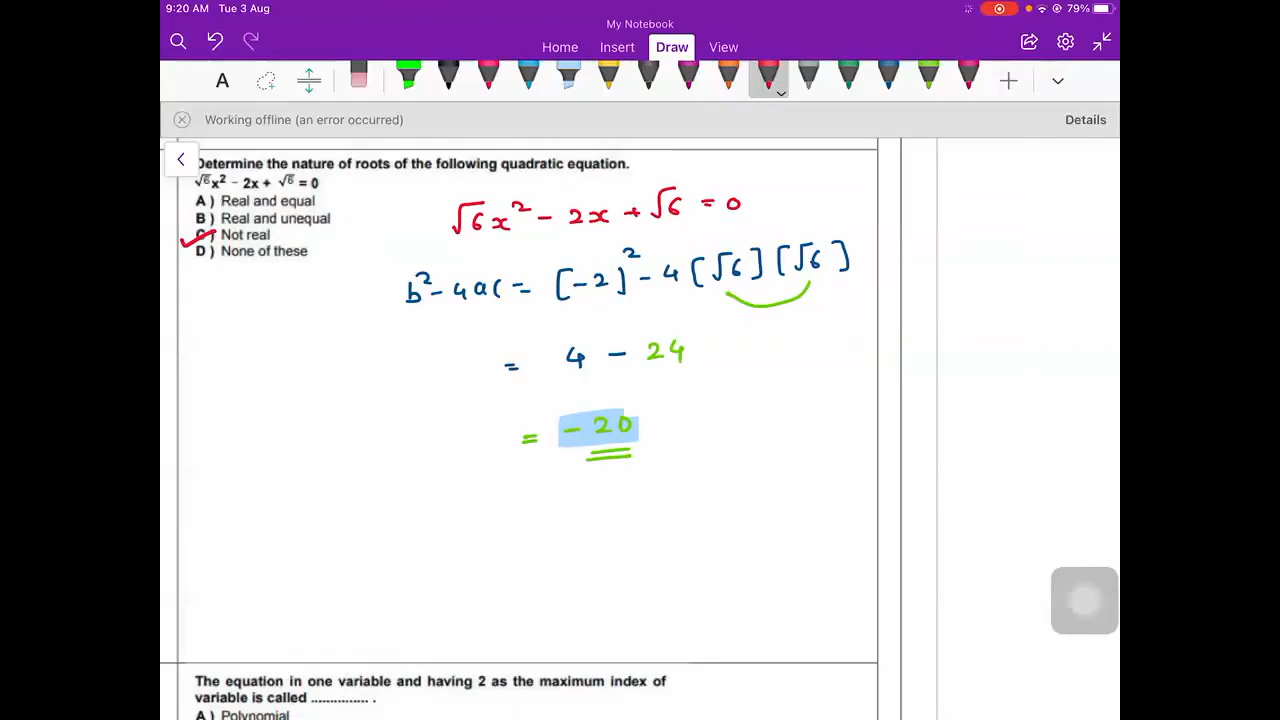 9:20 AM Tue 3 Aug
79%
My Notebook
Home Insert Draw View
A
Working offline (an error occurred)
Details
Determine the nature of roots of the following quadratic equation.
√6x² - 2x + √6 = 0
A ) Real and equal
B ) Real and unequal
C ) Not real
D ) None of these
√6x² - 2x + √6 = 0
b² - 4ac = [-2]² - 4[√6][√6]
= 4 - 24
= -20
The equation in one variable and having 2 as the maximum index of
variable is called ............... .
A ) Polynomial